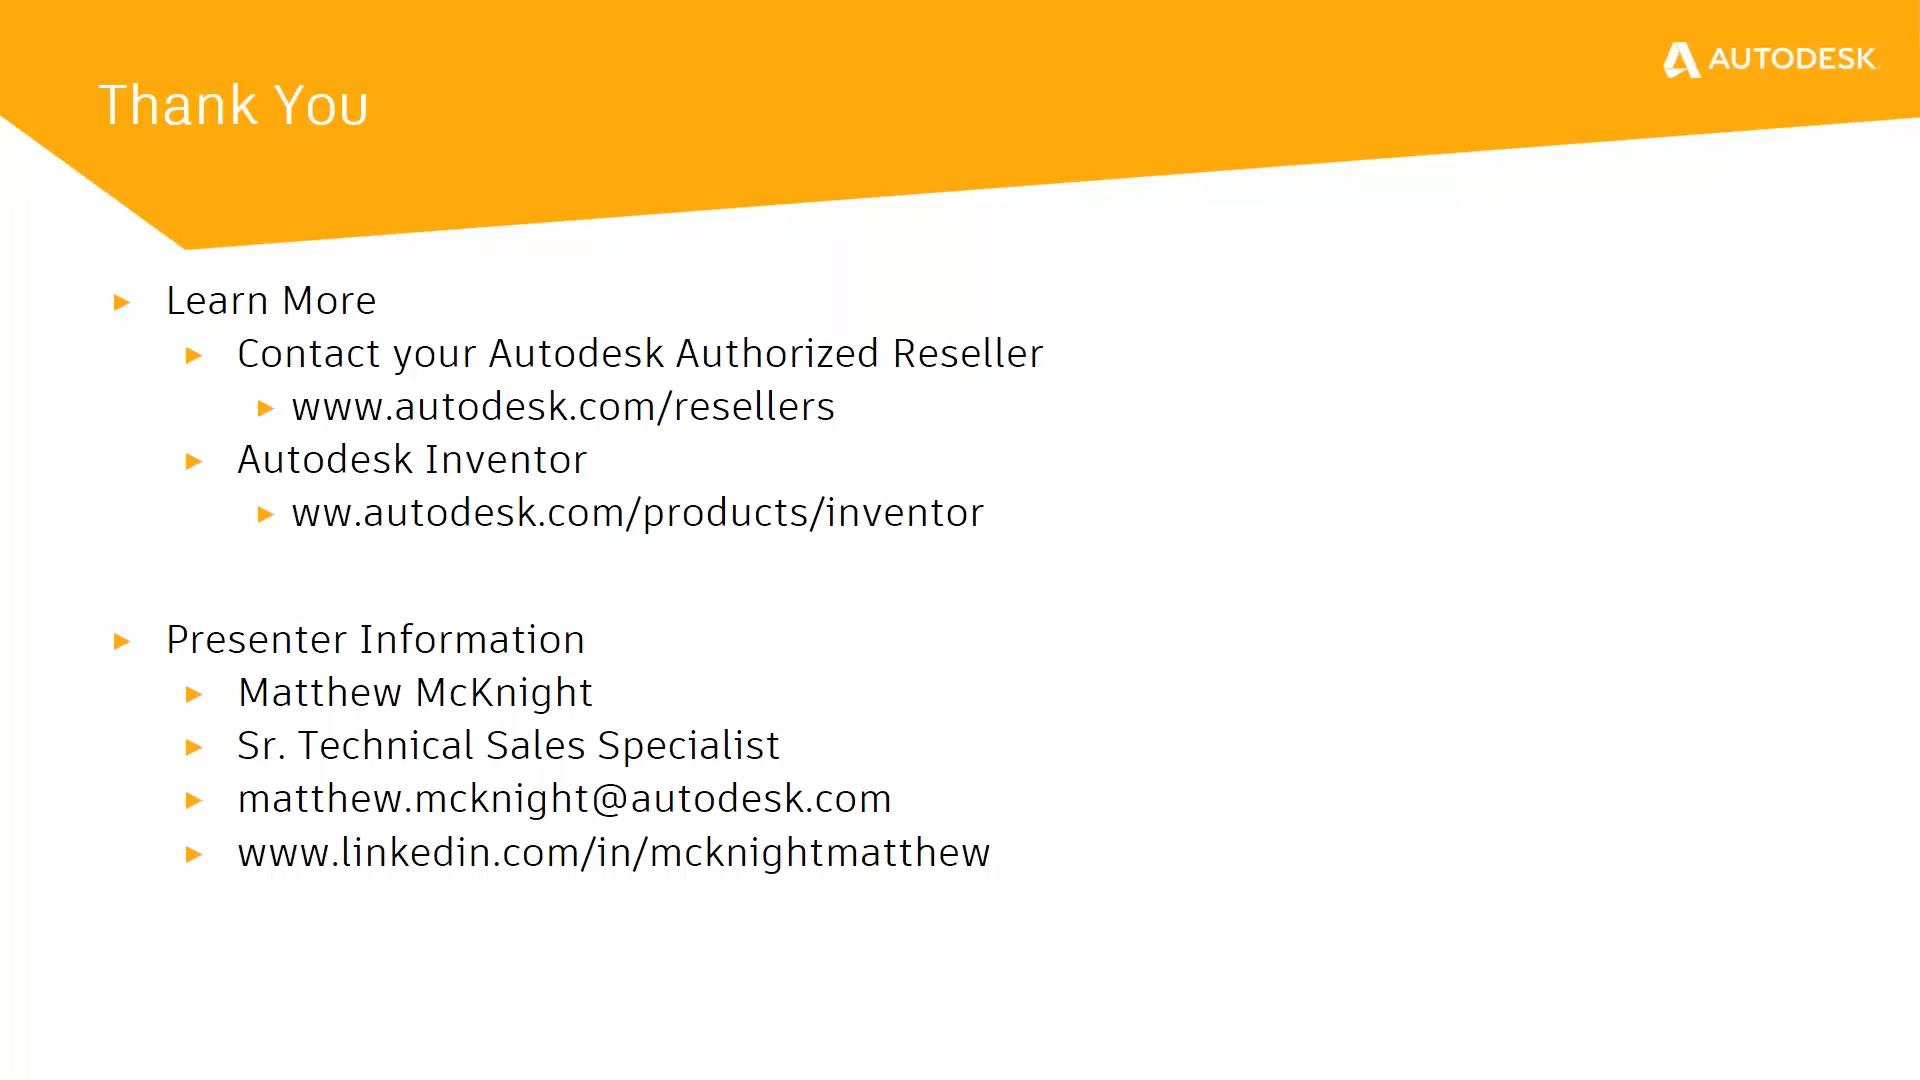 AUTODESK
Thank You
Learn More
Contact your Autodesk Authorized Reseller
www.autodesk.com/resellers
Autodesk Inventor
ww.autodesk.com/products/inventor
Presenter Information
Matthew McKnight
Sr. Technical Sales Specialist
matthew.mcknight@autodesk.com
www.linkedin.com/in/mcknightmatthew